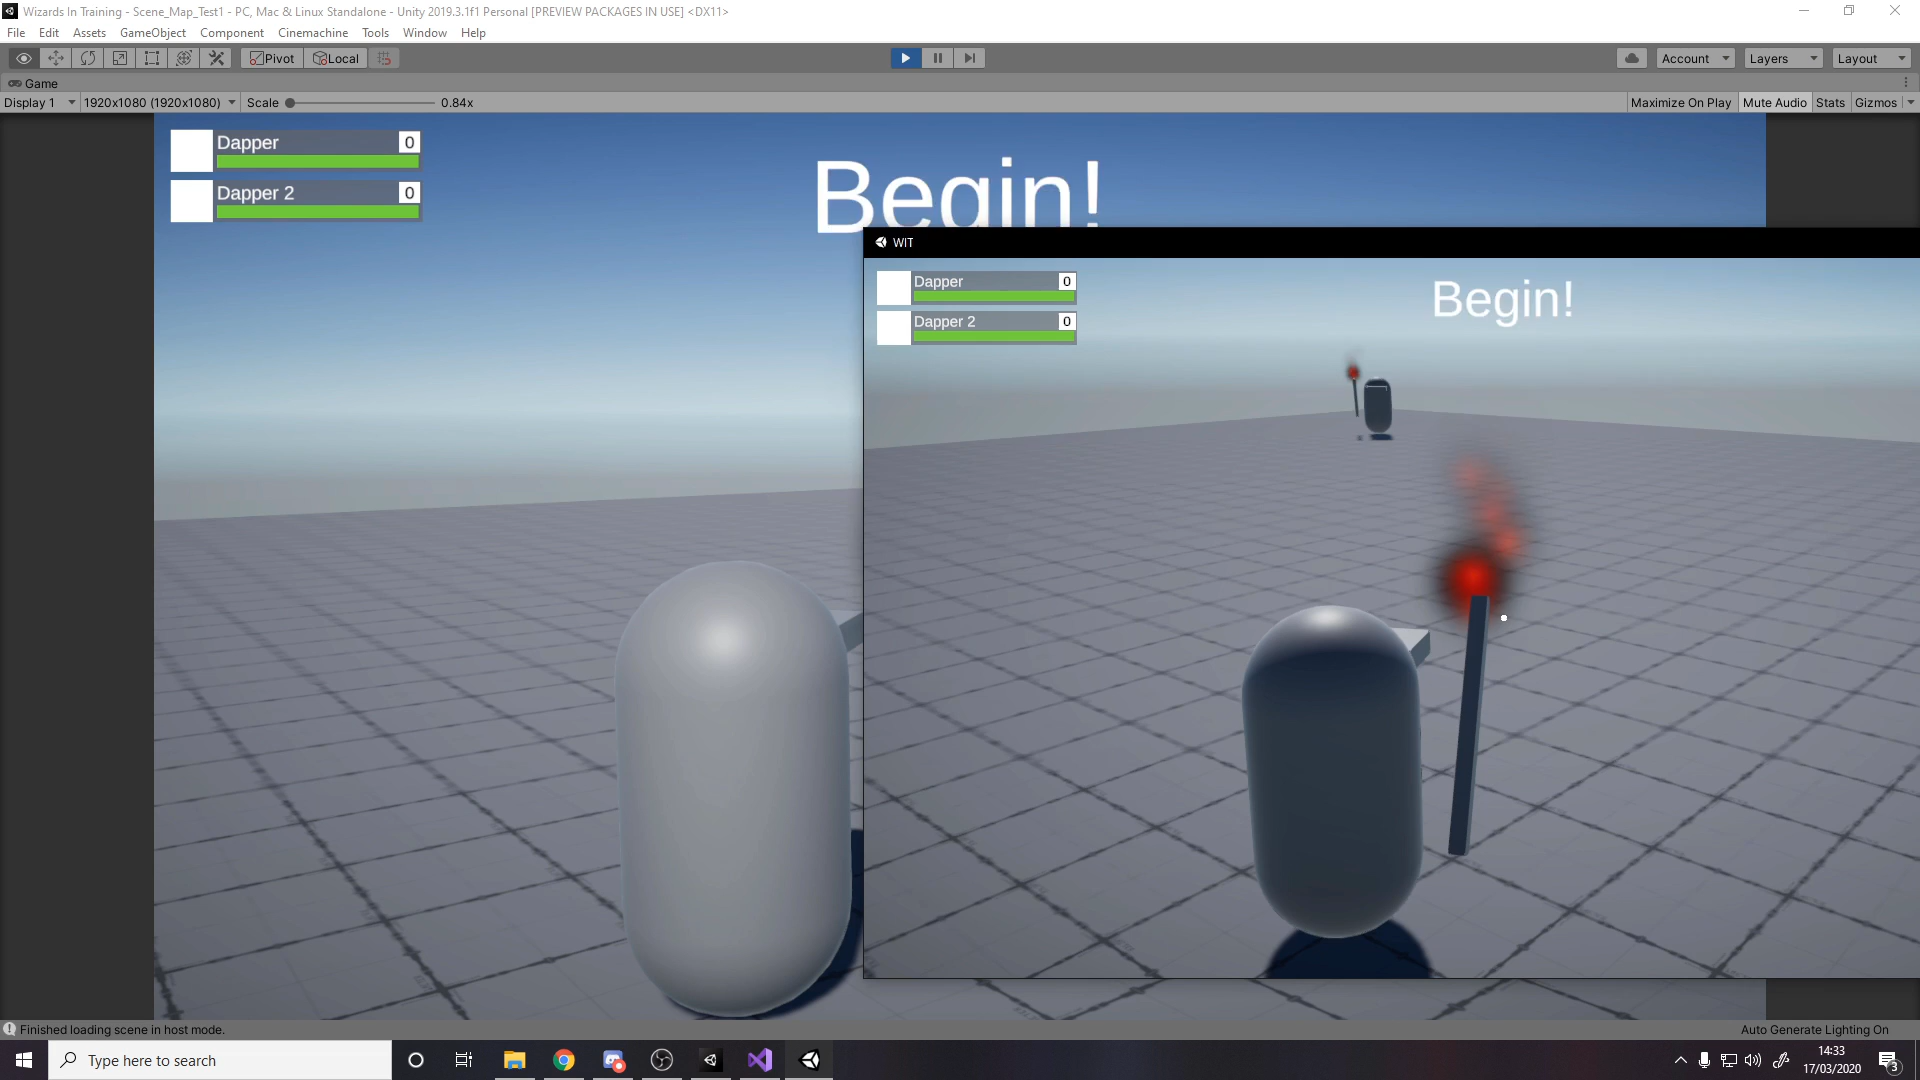 Wizards In Training - Scene_Map_Test1 - PC, Mac & Linux Standalone - Unity 2019.3.1f1 Personal [PREVIEW PACKAGES IN USE] <DX11>
File Edit Assets GameObject Component Cinemachine Tools Window Help
Pivot Local Account Layers Layout
Game
Display 1 1920x1080 (1920x1080) Scale 0.84x Maximize On Play Mute Audio Stats Gizmos
Dapper 0
Dapper 2 0
Begin!
WIT
Dapper 0
Dapper 2 0
Begin!
Finished loading scene in host mode. Auto Generate Lighting On
Type here to search
14:33
17/03/2020
3